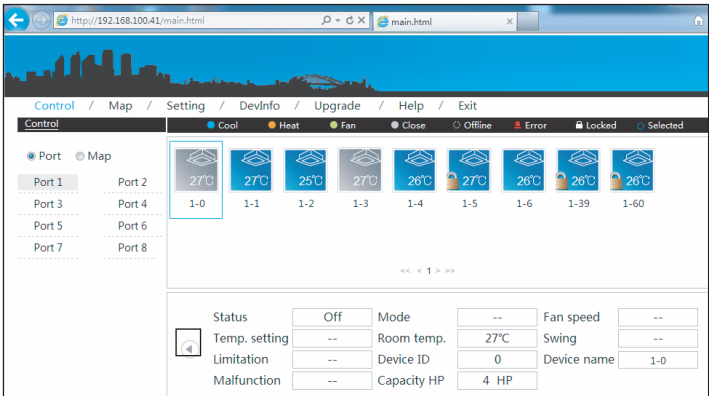 http://192.168.100.41/main.html
main.html
Control / Map / Setting / DevInfo / Upgrade / Help / Exit
Control
Cool Heat Fan Close Offline Error Locked Selected
Port Map
Port 1 Port 2
Port 3 Port 4
Port 5 Port 6
Port 7 Port 8
27℃ 27℃ 25℃ 27℃ 26℃ 27℃ 26℃ 26℃ 26℃
1-0 1-1 1-2 1-3 1-4 1-5 1-6 1-39 1-60
<< < 1 > >>
Status Off Mode -- Fan speed --
Temp. setting -- Room temp. 27℃ Swing --
Limitation -- Device ID 0 Device name 1-0
Malfunction -- Capacity HP 4 HP